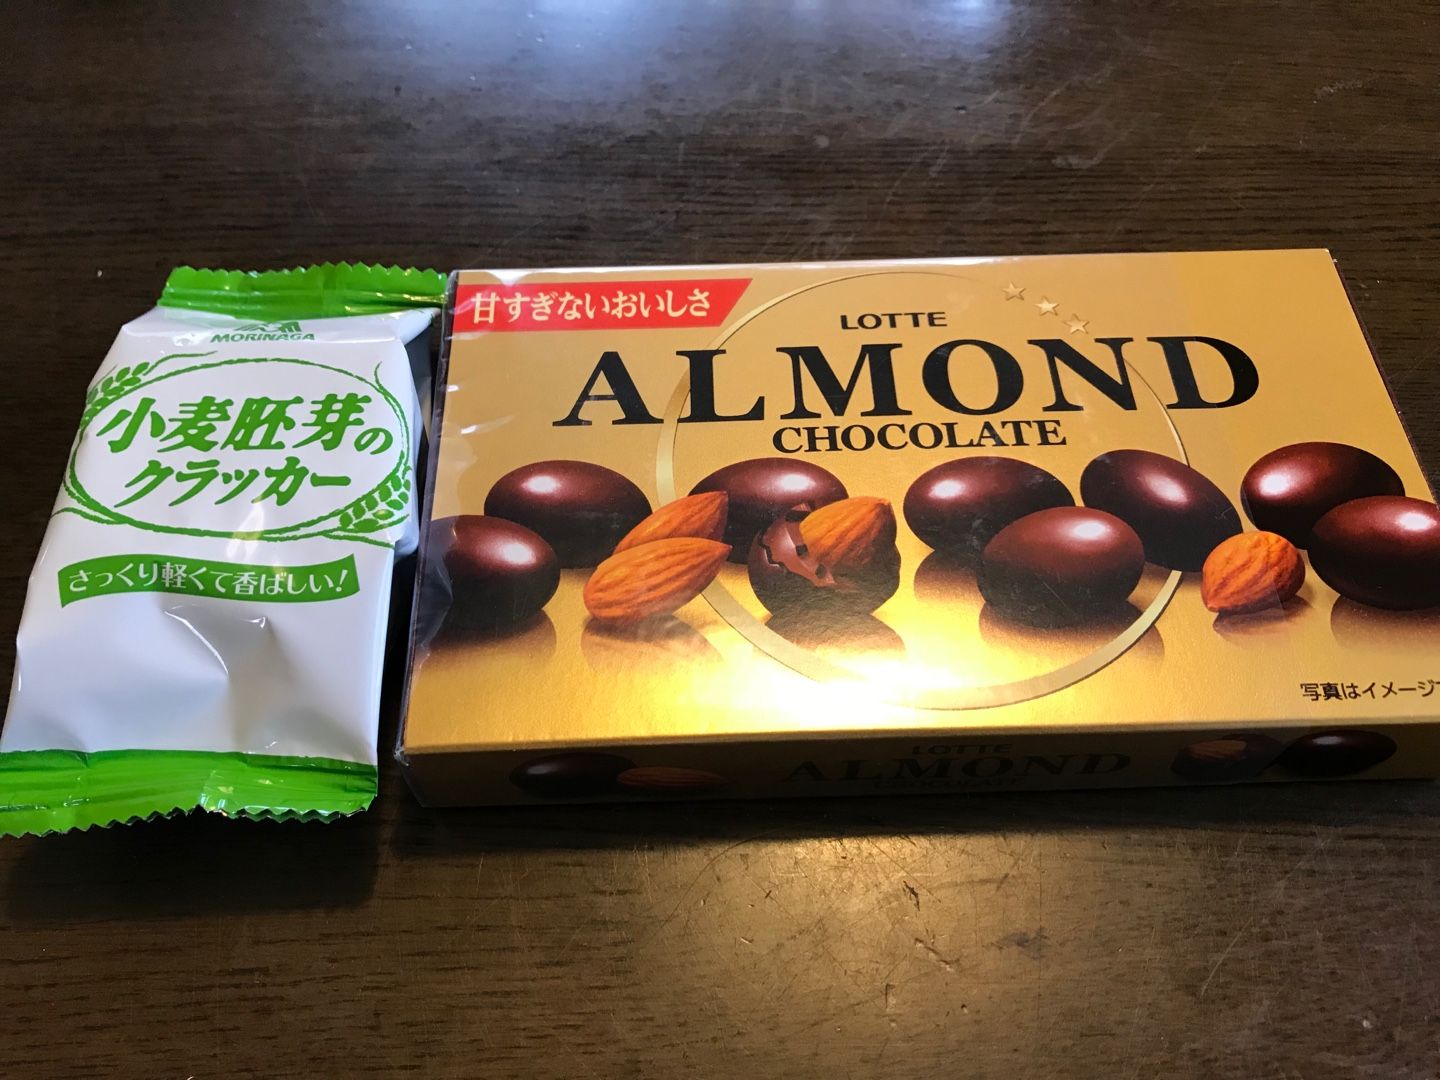 MORINAGA
小麦胚芽の
クラッカー
さっくり軽くて香ばしい!
甘すぎないおいしさ
LOTTE
ALMOND
CHOCOLATE
写真はイメージ
LOTTE
ALMOND
CHOCOLATE